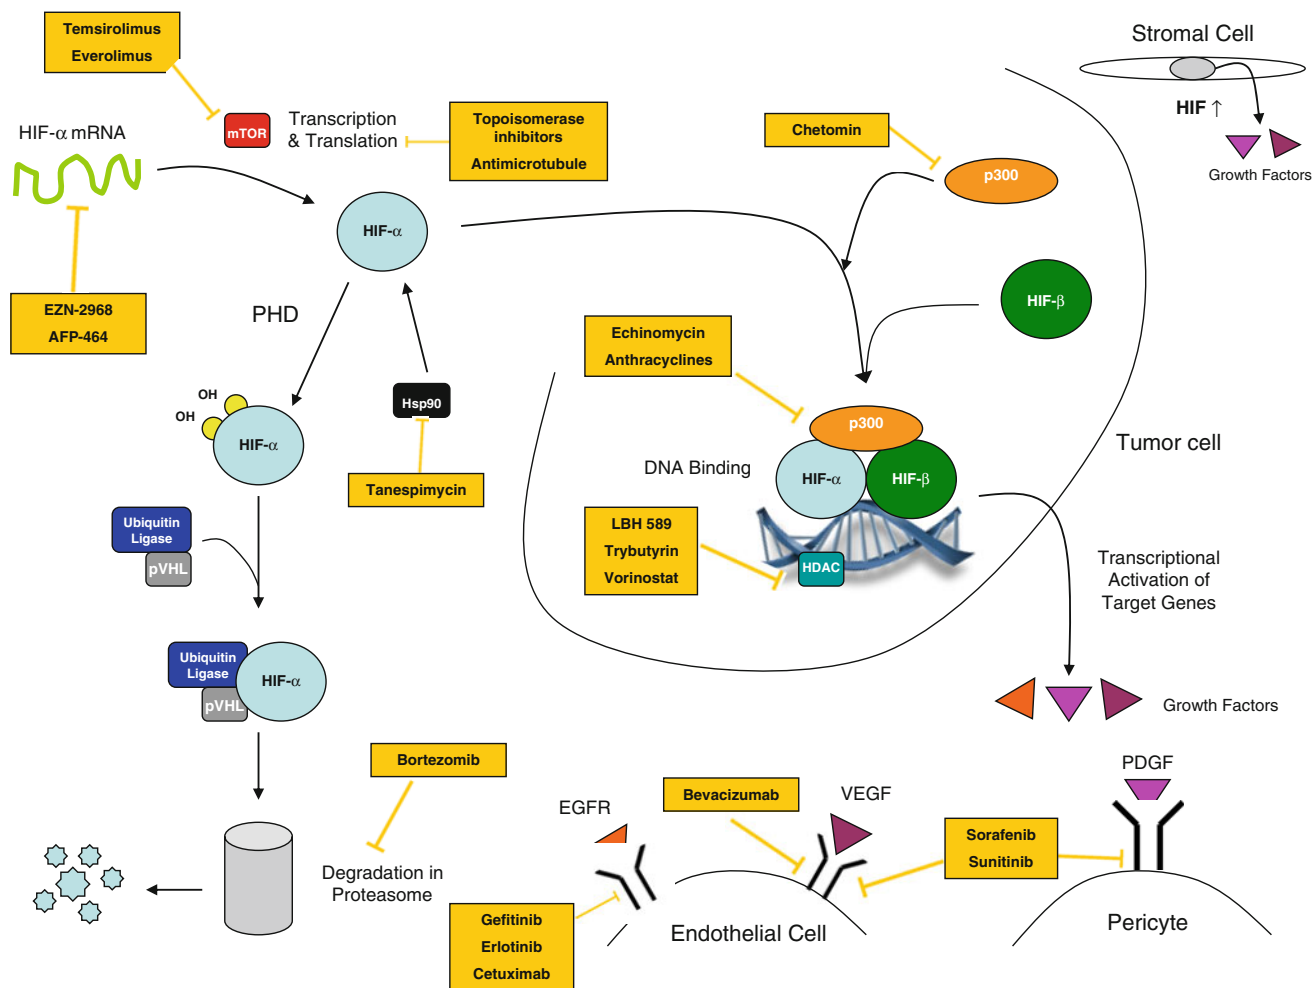 Temsirolimus
Everolimus
Stromal Cell
HIF ↑
Growth Factors
HIF-α mRNA
mTOR
Transcription
& Translation
Topoisomerase
inhibitors
Antimicrotubule
Chetomin
p300
HIF-α
EZN-2968
AFP-464
PHD
HIF-β
Echinomycin
Anthracyclines
OH
OH
HIF-α
Hsp90
Tanespimycin
p300
DNA Binding
HIF-α
HIF-β
Tumor cell
Ubiquitin
Ligase
pVHL
LBH 589
Trybutyrin
Vorinostat
HDAC
Transcriptional
Activation of
Target Genes
Ubiquitin
Ligase
pVHL
HIF-α
Growth Factors
Bortezomib
Degradation in
Proteasome
EGFR
Bevacizumab
VEGF
PDGF
Sorafenib
Sunitinib
Gefitinib
Erlotinib
Cetuximab
Endothelial Cell
Pericyte